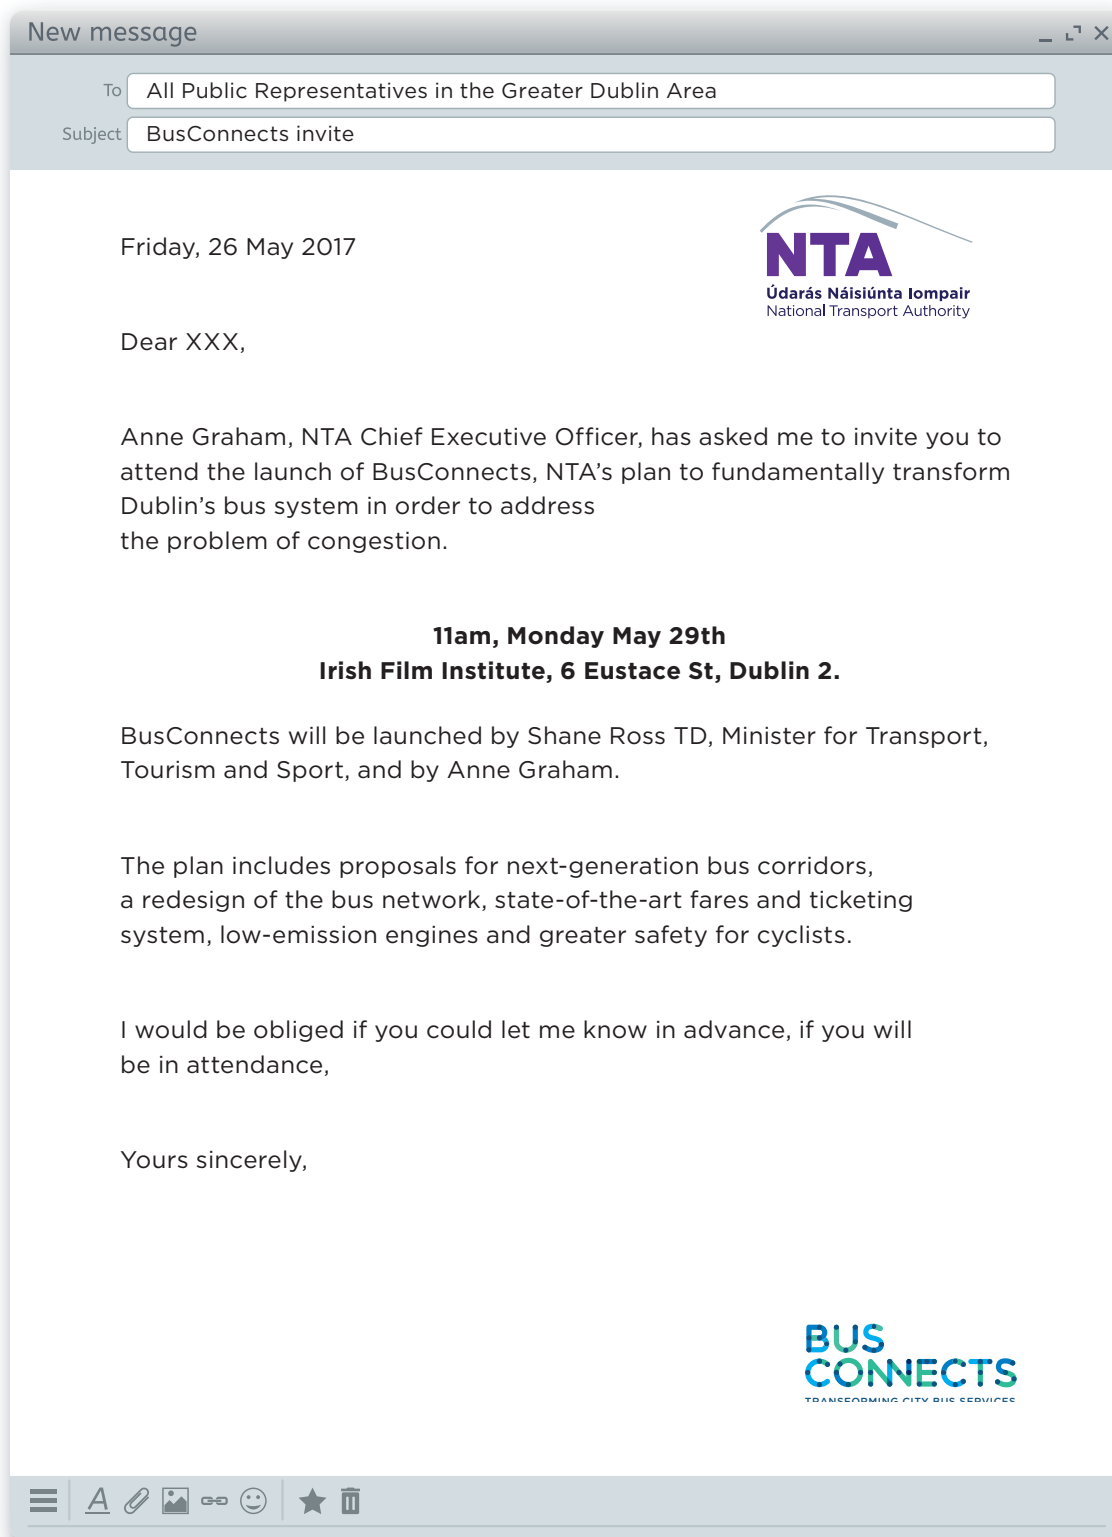 New message
To All Public Representatives in the Greater Dublin Area
Subject BusConnects invite
NTA
Údarás Náisiúnta Iompair
National Transport Authority
Friday, 26 May 2017
Dear XXX,
Anne Graham, NTA Chief Executive Officer, has asked me to invite you to
attend the launch of BusConnects, NTA’s plan to fundamentally transform
Dublin’s bus system in order to address
the problem of congestion.
11am, Monday May 29th
Irish Film Institute, 6 Eustace St, Dublin 2.
BusConnects will be launched by Shane Ross TD, Minister for Transport,
Tourism and Sport, and by Anne Graham.
The plan includes proposals for next-generation bus corridors,
a redesign of the bus network, state-of-the-art fares and ticketing
system, low-emission engines and greater safety for cyclists.
I would be obliged if you could let me know in advance, if you will
be in attendance,
Yours sincerely,
BUS
CONNECTS
TRANSFORMING CITY BUS SERVICES
A